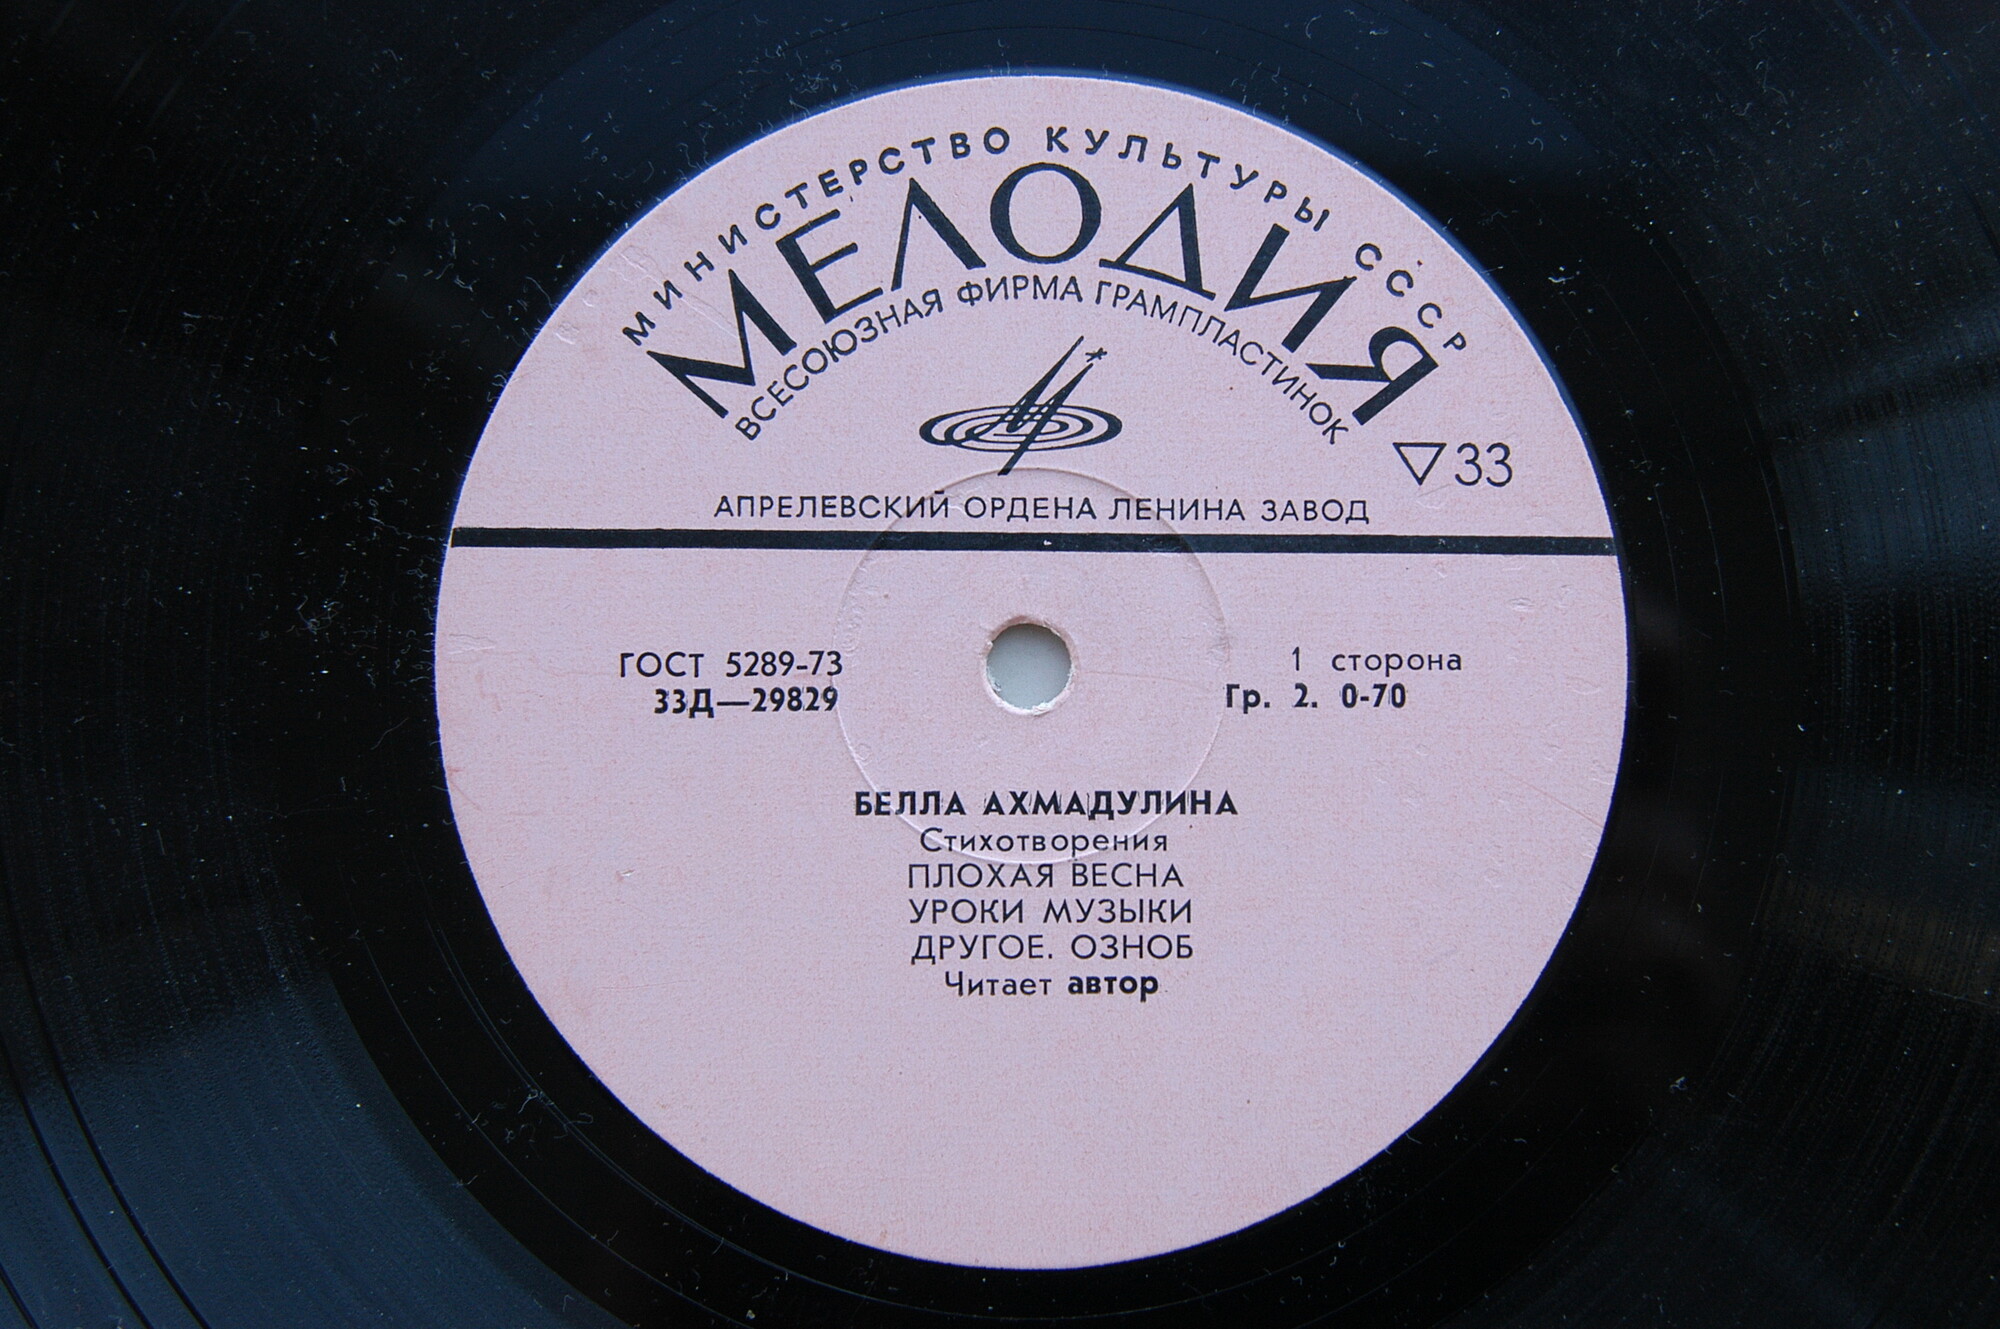 МИНИСТЕРСТВО КУЛЬТУРЫ СССР
МЕЛОДИЯ
ВСЕСОЮЗНАЯ ФИРМА ГРАМПЛАСТИНОК
▽33
АПРЕЛЕВСКИЙ ОРДЕНА ЛЕНИНА ЗАВОД
ГОСТ 5289-73
33Д—29829
1 сторона
Гр. 2. 0-70
БЕЛЛА АХМАДУЛИНА
Стихотворения
ПЛОХАЯ ВЕСНА
УРОКИ МУЗЫКИ
ДРУГОЕ. ОЗНОБ
Читает автор